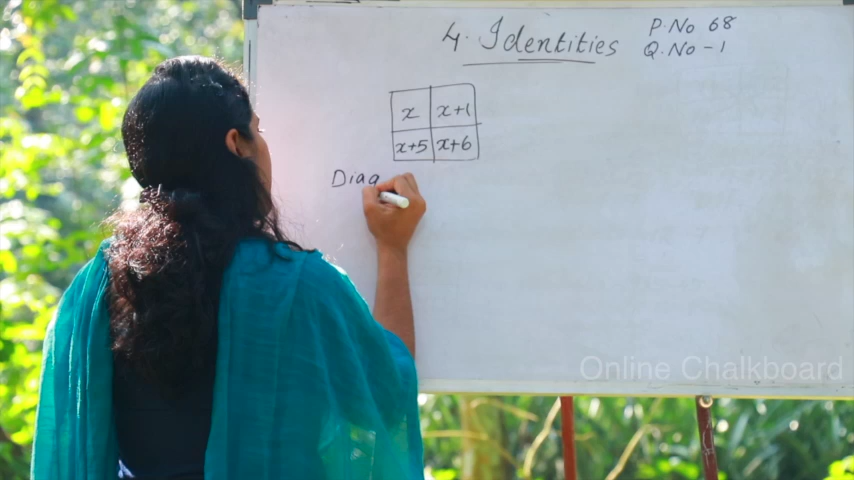 4. Identities
P.No 68
Q.No -1
x x+1
x+5 x+6
Diag
Online Chalkboard